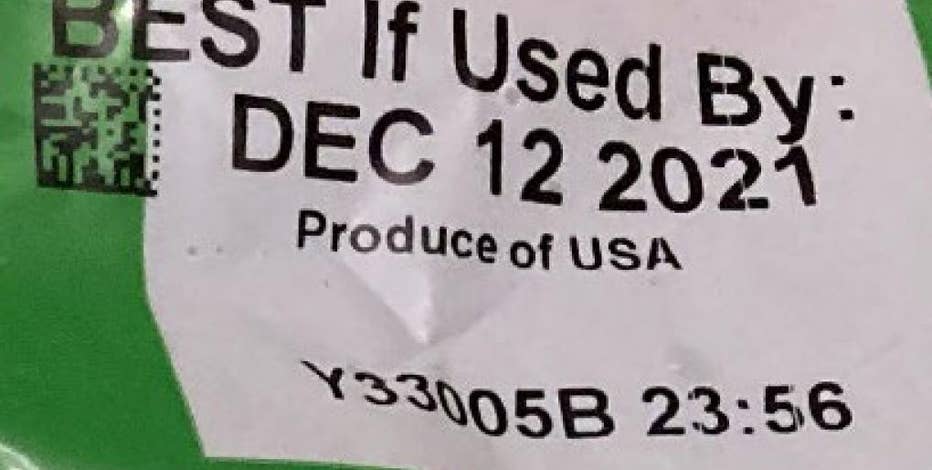 BEST If Used By:
DEC 12 2021
Produce of USA
Y33005B 23:56